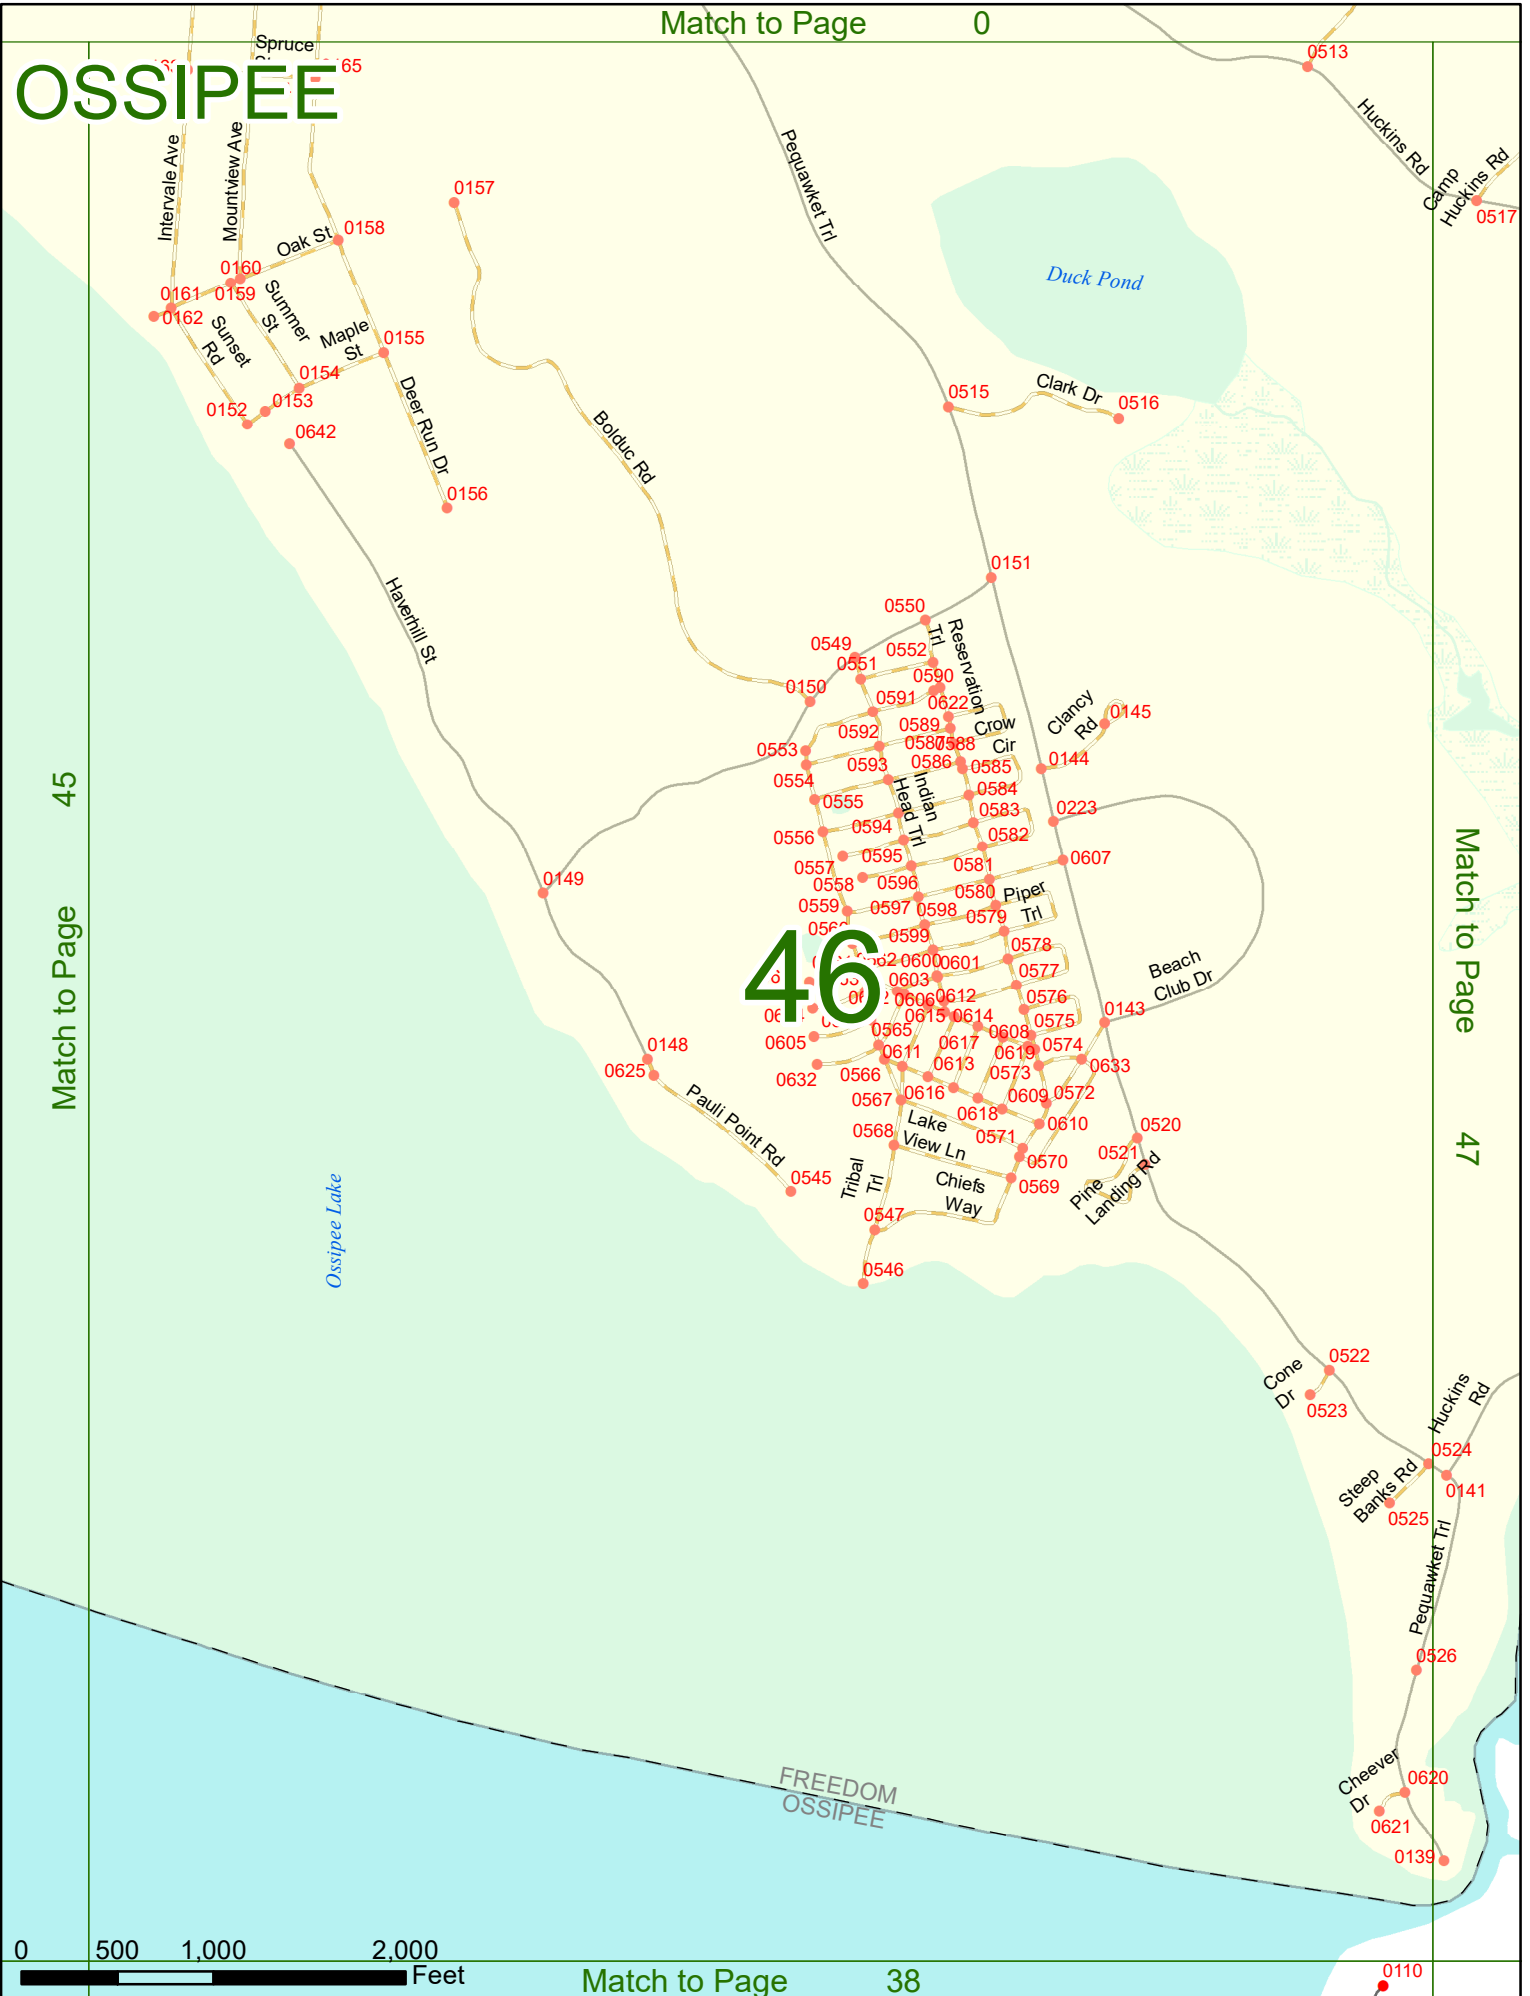 Match to Page 0
OSSIPEE
Spruce
0513
Huckins Rd
Camp
Huckins Rd
0517
Intervale Ave
Mountview Ave
Pequawket Trl
0157
0158
Oak St
0160
0159
0161
0162
Summer
St
Sunset
Rd
Maple
St
0155
0154
0153
0152
0642
Deer Run Dr
0156
Duck Pond
0515
Clark Dr
0516
Bolduc Rd
Haverhill St
0151
0550
0549
0551
0552
Trl
Reservation
0590
0150
0591
0622
0589
Crow
Cir
0592
0587
0588
0553
0586
0585
0593
0554
Clancy
Rd
0145
0144
0584
0555
Indian
Head Trl
0583
0223
0556
0594
0582
0557
0595
0581
0607
0558
0596
0580
Piper
Trl
0559
0597
0598
0579
0599
0578
0600
0601
0577
0603
0576
0606
0612
0615
0614
0575
0608
0605
0565
0617
0574
0619
0611
0573
0633
0632
0566
0613
0572
0567
0616
0609
0618
0610
Lake
View Ln
0571
0568
0570
0569
Tribal
Trl
Chiefs
Way
0547
0546
0149
0148
0625
Pauli Point Rd
0545
Beach
Club Dr
0143
0520
0521
Pine
Landing Rd
46
Match to Page 45
Match to Page 47
Ossipee Lake
0522
Cone
Dr
0523
Huckins
Rd
0524
0141
Steep
Banks Rd
0525
Pequawket Trl
0526
Cheever
Dr
0620
0621
0139
FREEDOM
OSSIPEE
0 500 1,000 2,000
Feet
Match to Page 38
0110